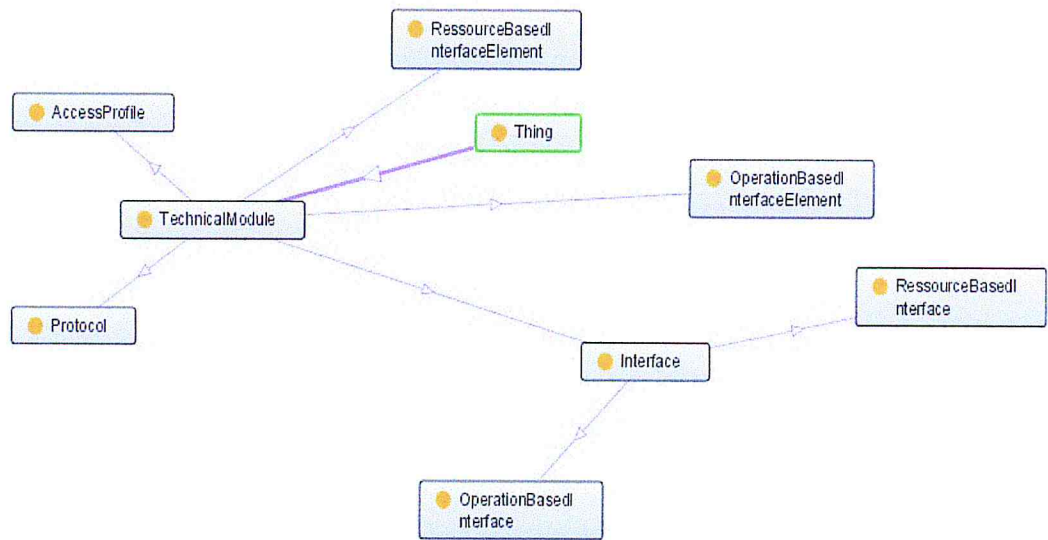 RessourceBasedI
nterfaceElement
AccessProfile
Thing
OperationBasedI
nterfaceElement
TechnicalModule
RessourceBasedI
nterface
Protocol
Interface
OperationBasedI
nterface